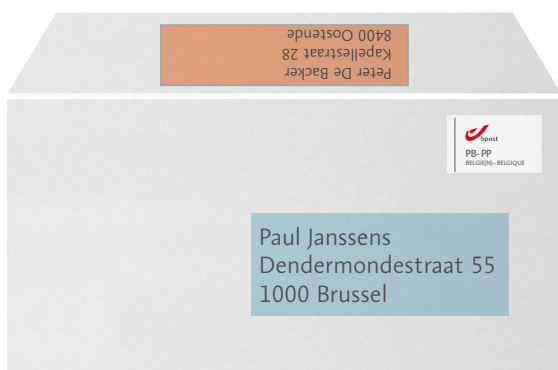 Peter De Backer
Kapellestraat 28
8400 Oostende
bpost
PB-PP
BELGIE(N) - BELGIQUE
Paul Janssens
Dendermondestraat 55
1000 Brussel